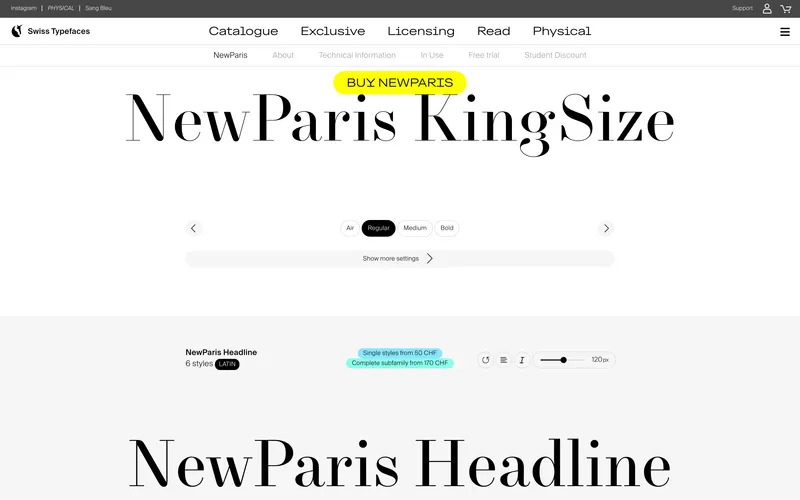 Instagram | PHYSICAL | Sang Bleu Support
Swiss Typefaces Catalogue Exclusive Licensing Read Physical
NewParis About Technical Information In Use Free trial Student Discount
BUY NEWPARIS
NewParis KingSize
Air Regular Medium Bold
Show more settings
NewParis Headline
6 styles LATIN
Single styles from 50 CHF
Complete subfamily from 170 CHF
120 px
NewParis Headline